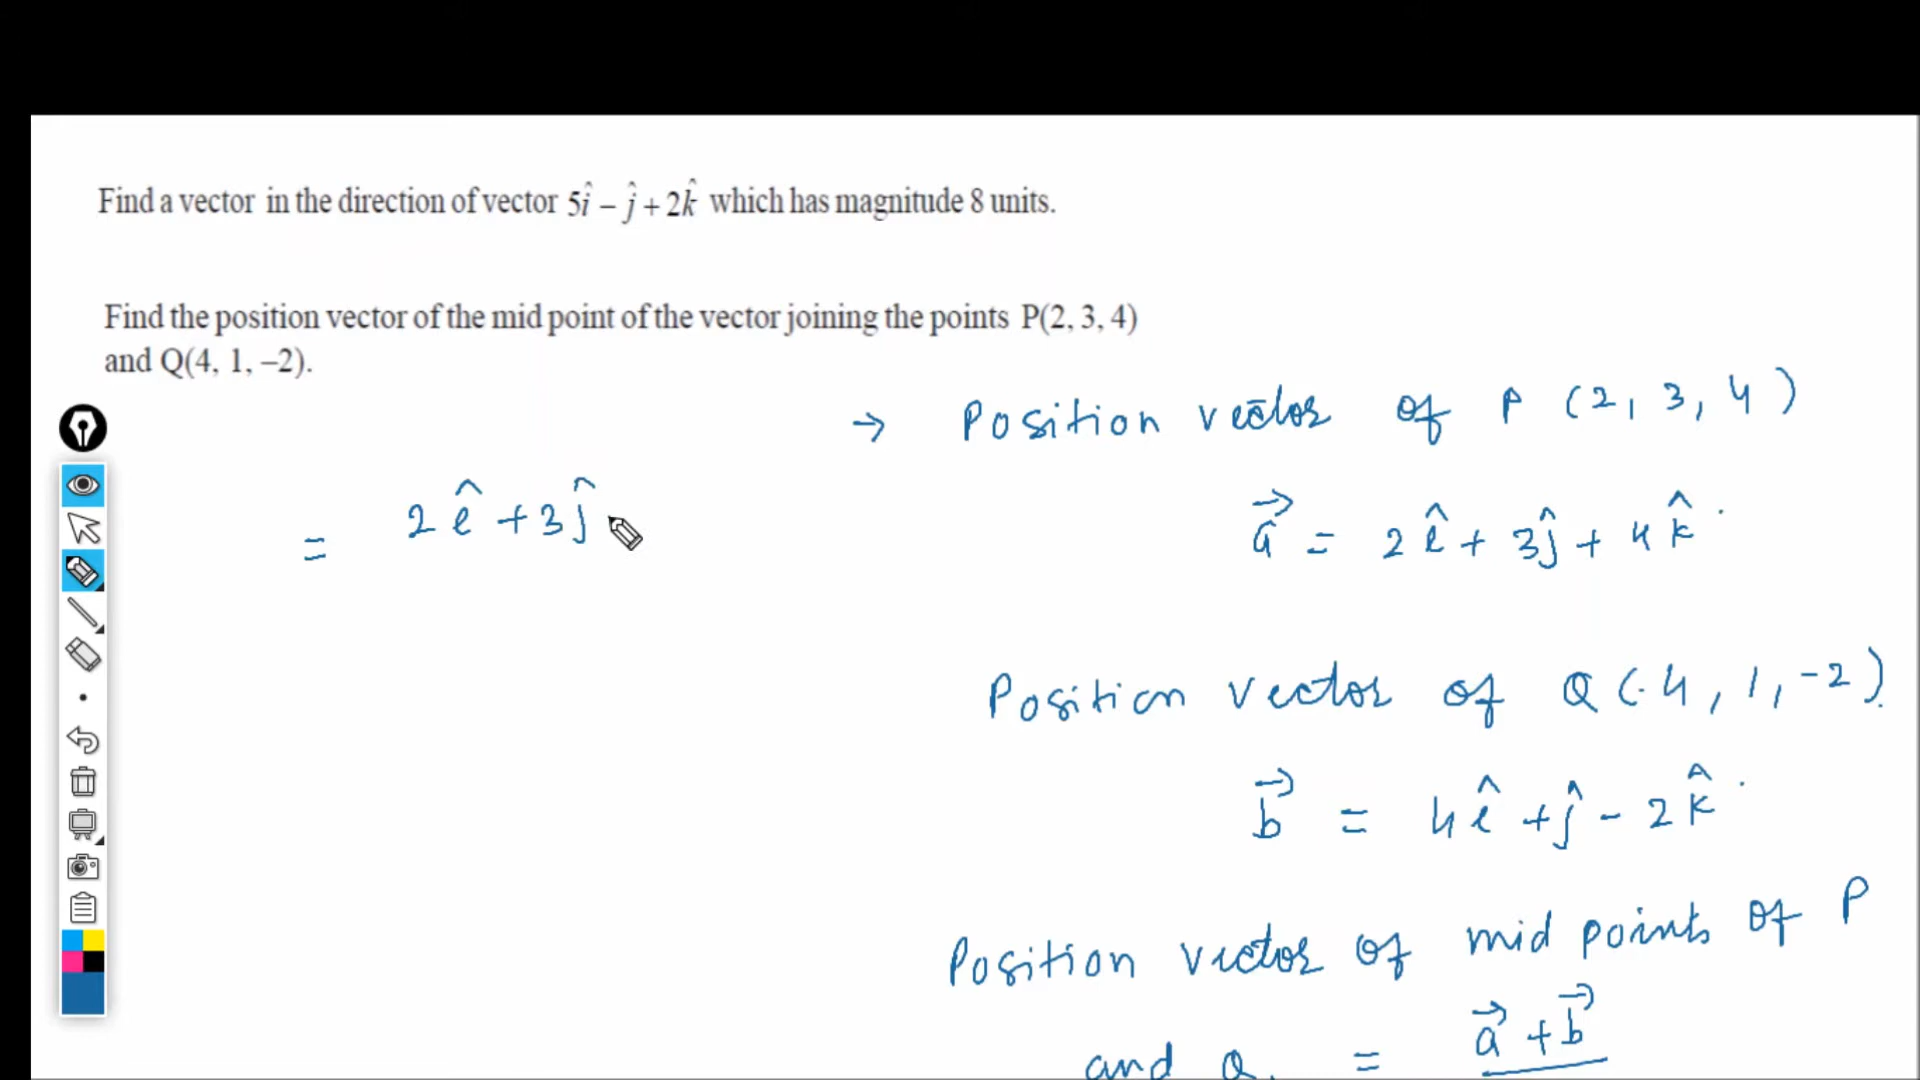 Find a vector in the direction of vector 5î − ĵ + 2k̂ which has magnitude 8 units.
Find the position vector of the mid point of the vector joining the points P(2, 3, 4)
and Q(4, 1, –2).
→ Position vector of P (2, 3, 4)
= 2î + 3ĵ
a⃗ = 2î + 3ĵ + 4k̂
Position vector of Q (4, 1, -2)
b⃗ = 4î + ĵ - 2k̂
Position vector of mid points of P
and Q = a⃗ + b⃗